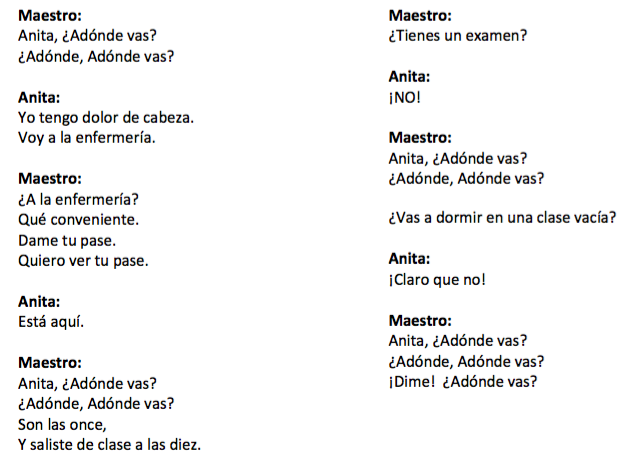 Maestro:
Anita, ¿Adónde vas?
¿Adónde, Adónde vas?
Anita:
Yo tengo dolor de cabeza.
Voy a la enfermería.
Maestro:
¿A la enfermería?
Qué conveniente.
Dame tu pase.
Quiero ver tu pase.
Anita:
Está aquí.
Maestro:
Anita, ¿Adónde vas?
¿Adónde, Adónde vas?
Son las once,
Y saliste de clase a las diez.
Maestro:
¿Tienes un examen?
Anita:
¡NO!
Maestro:
Anita, ¿Adónde vas?
¿Adónde, Adónde vas?
¿Vas a dormir en una clase vacía?
Anita:
¡Claro que no!
Maestro:
Anita, ¿Adónde vas?
¿Adónde, Adónde vas?
¡Dime! ¿Adónde vas?